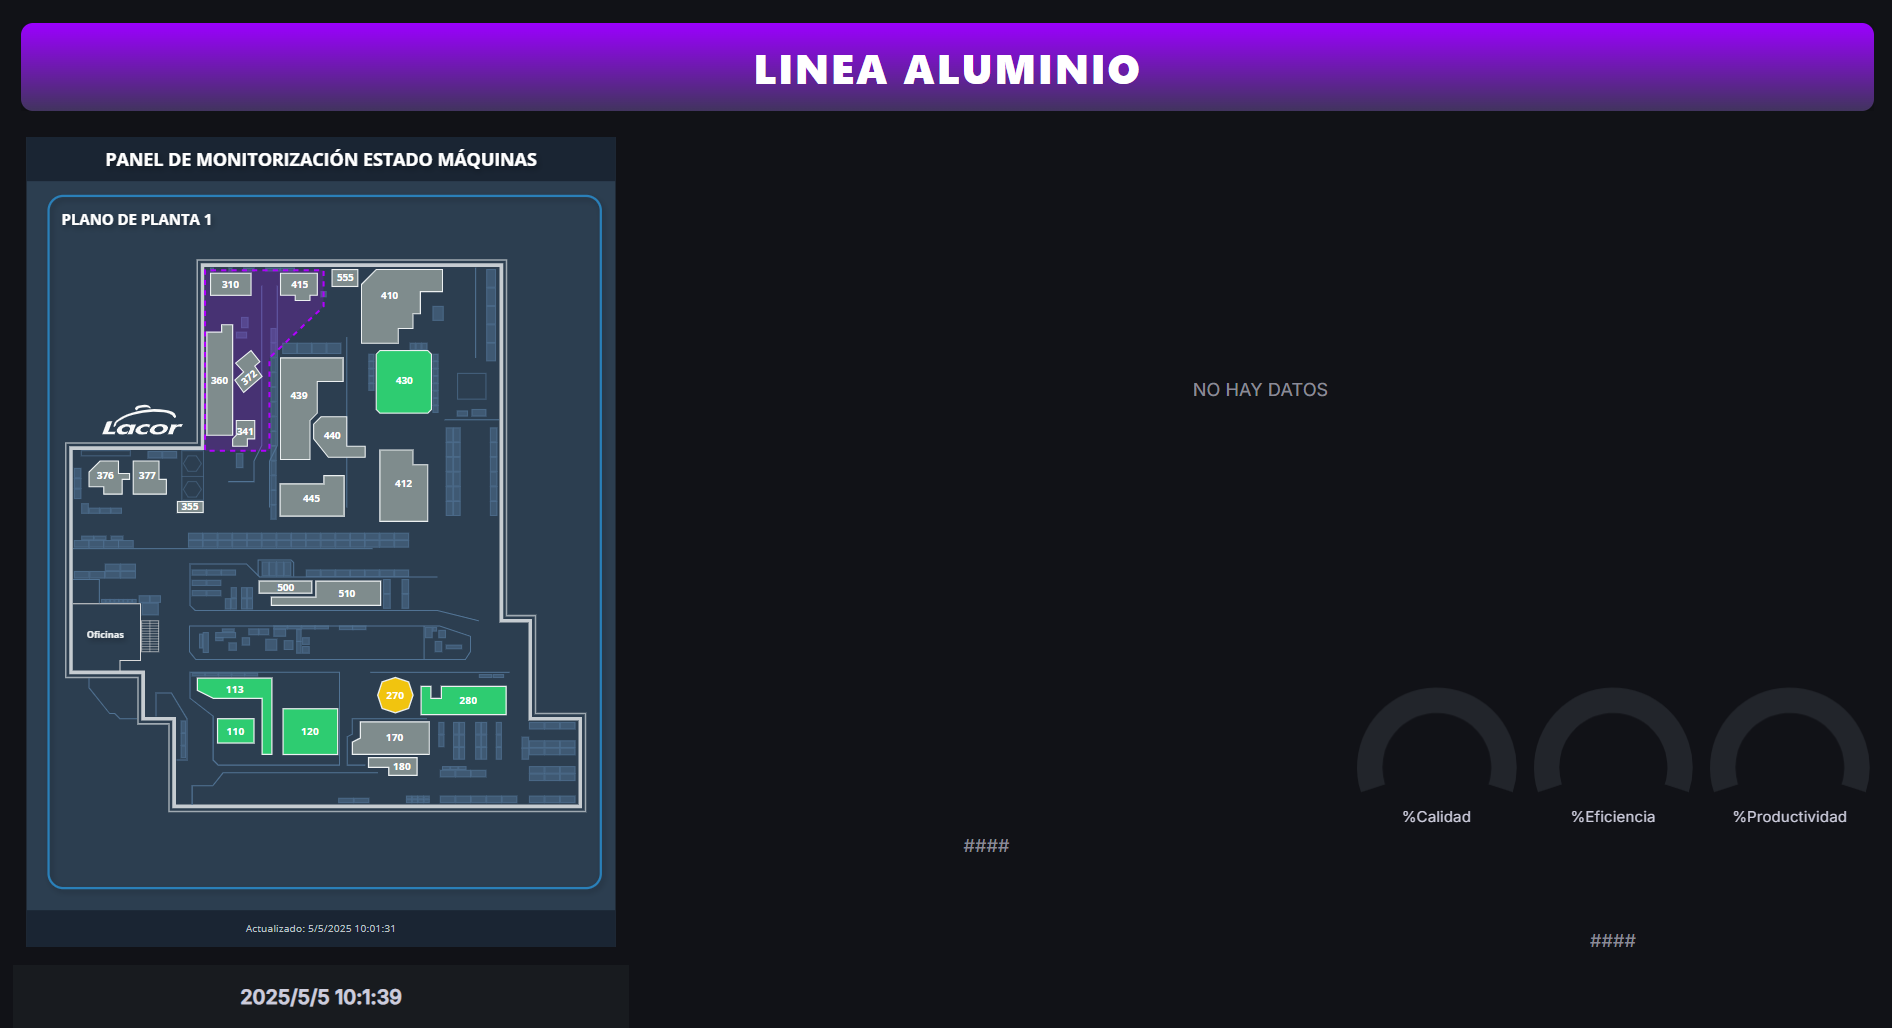 LINEA ALUMINIO
PANEL DE MONITORIZACIÓN ESTADO MÁQUINAS
PLANO DE PLANTA 1
310
415
555
410
360
372
439
430
341
440
Lacor
376
377
355
445
412
500
510
Oficinas
113
270
280
110
120
170
180
Actualizado: 5/5/2025 10:01:31
2025/5/5 10:1:39
NO HAY DATOS
%Calidad
%Eficiencia
%Productividad
####
####